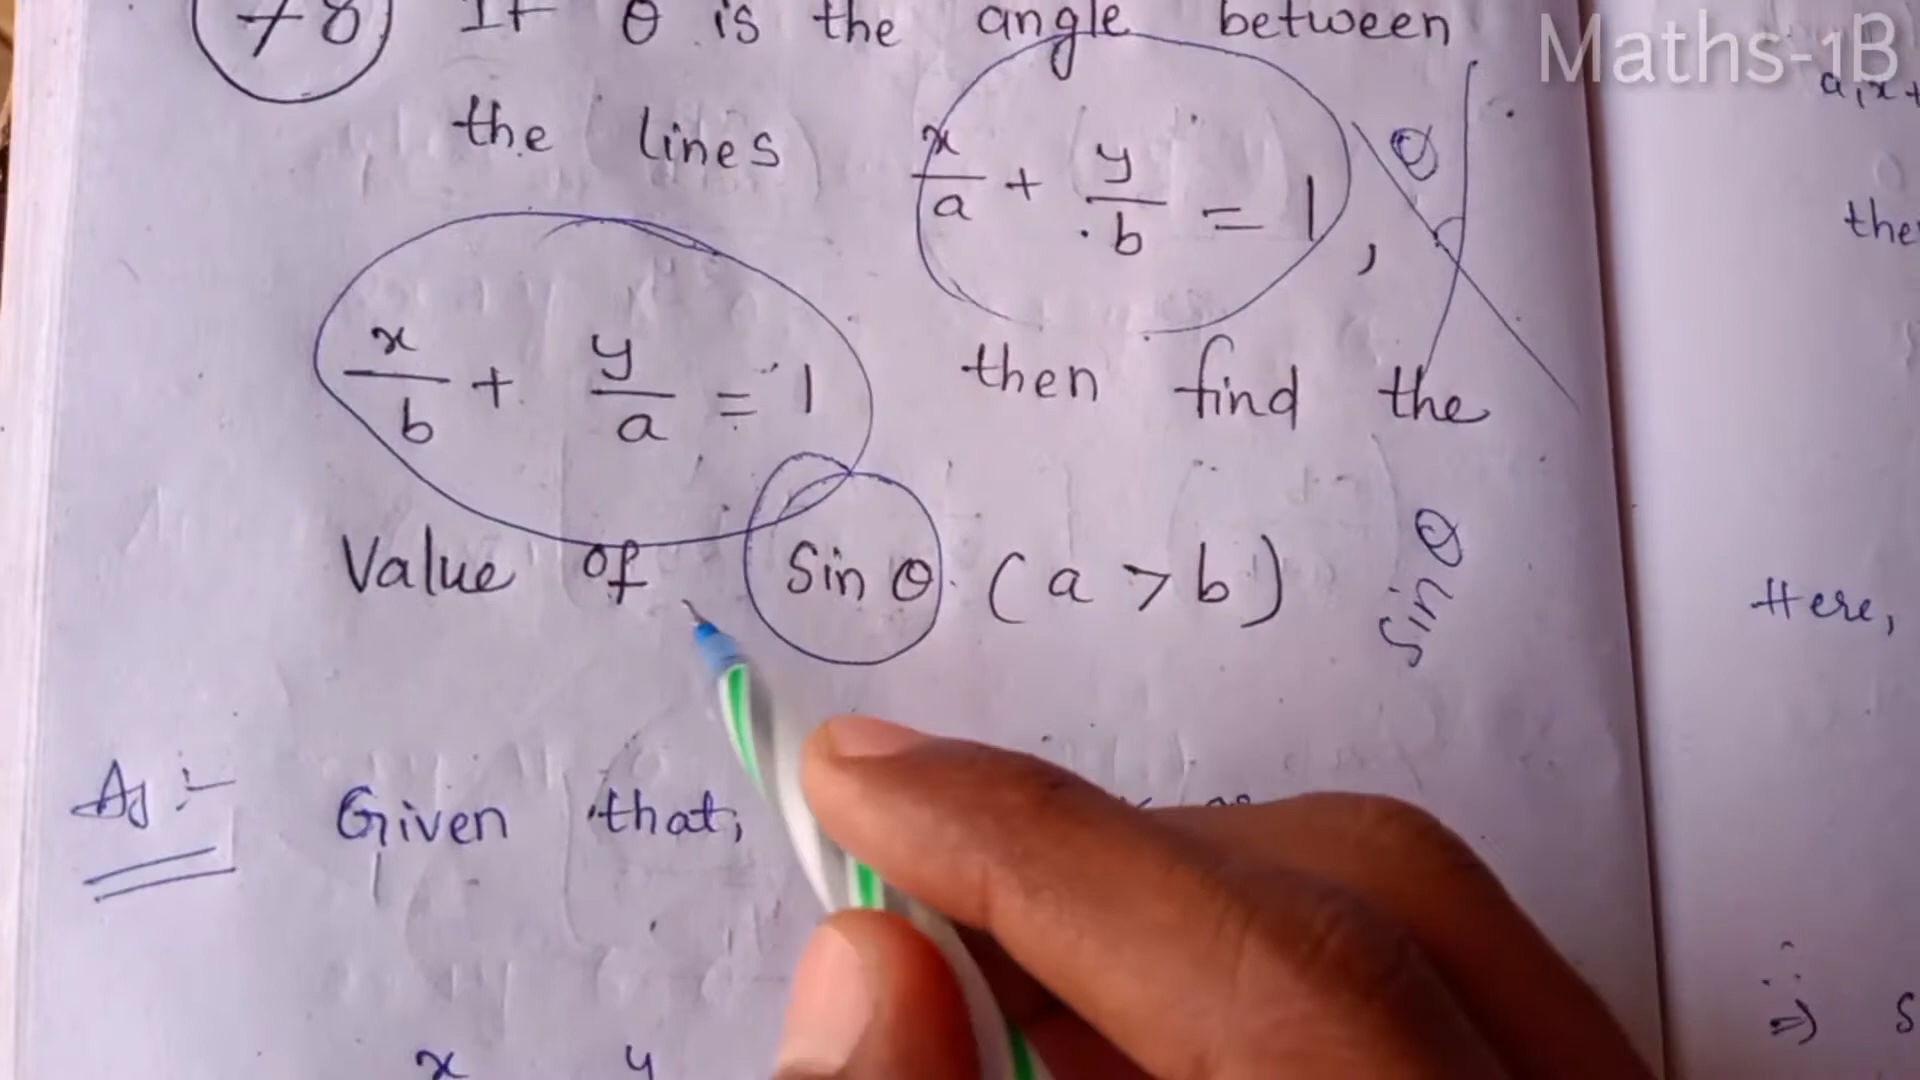 Maths-1B
78 If θ is the angle between
the lines x/a + y/b = 1,
θ
x/b + y/a = 1 then find the
Value of Sin θ (a > b)
Sin θ
As :-
Given that,
x y
a₁x +
the
Here,
∴
⇒ S